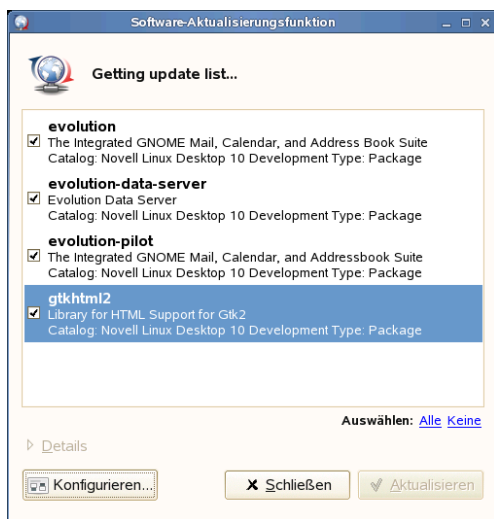 Software-Aktualisierungsfunktion
Getting update list...
evolution
The Integrated GNOME Mail, Calendar, and Address Book Suite
Catalog: Novell Linux Desktop 10 Development Type: Package
evolution-data-server
Evolution Data Server
Catalog: Novell Linux Desktop 10 Development Type: Package
evolution-pilot
The Integrated GNOME Mail, Calendar, and Addressbook Suite
Catalog: Novell Linux Desktop 10 Development Type: Package
gtkhtml2
Library for HTML Support for Gtk2
Catalog: Novell Linux Desktop 10 Development Type: Package
Auswählen: Alle Keine
Details
Konfigurieren... Schließen Aktualisieren